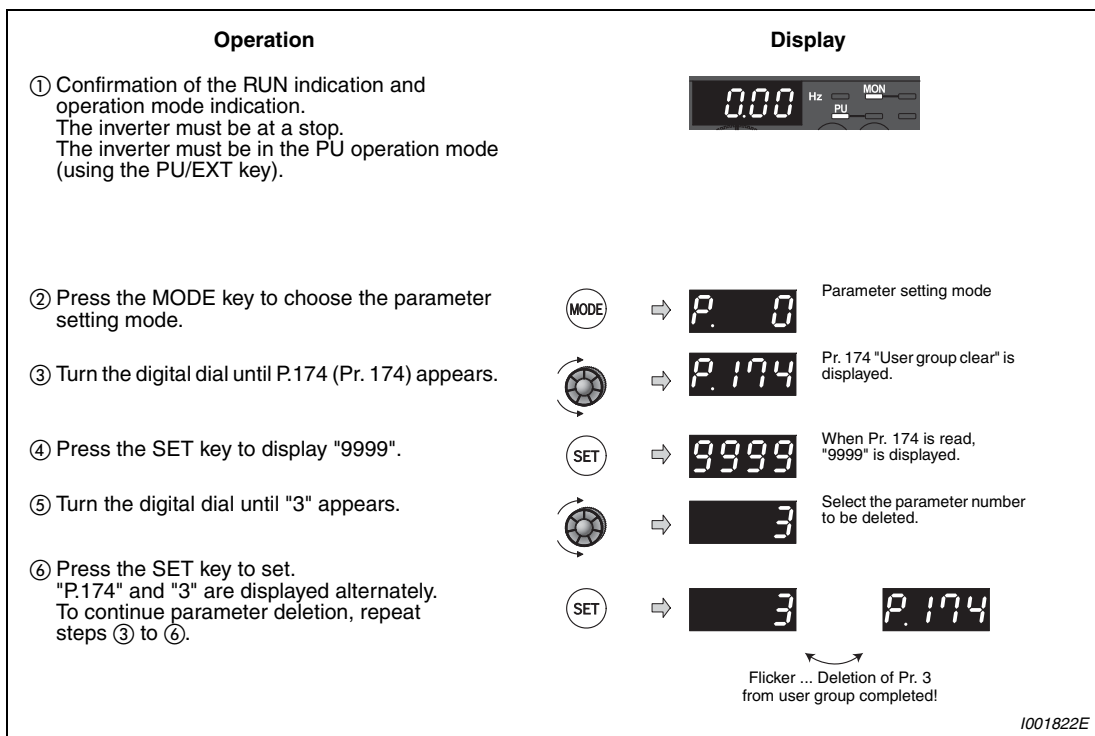 Operation
Display
① Confirmation of the RUN indication and
operation mode indication.
The inverter must be at a stop.
The inverter must be in the PU operation mode
(using the PU/EXT key).
0.00 Hz MON
PU
② Press the MODE key to choose the parameter
setting mode.
MODE
P. 0
Parameter setting mode
③ Turn the digital dial until P.174 (Pr. 174) appears.
P.174
Pr. 174 "User group clear" is
displayed.
④ Press the SET key to display "9999".
SET
9999
When Pr. 174 is read,
"9999" is displayed.
⑤ Turn the digital dial until "3" appears.
3
Select the parameter number
to be deleted.
⑥ Press the SET key to set.
"P.174" and "3" are displayed alternately.
To continue parameter deletion, repeat
steps ③ to ⑥.
SET
3
P.174
Flicker ... Deletion of Pr. 3
from user group completed!
I001822E